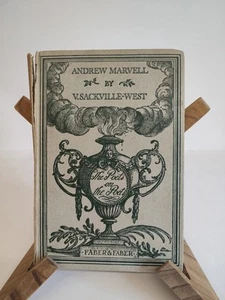 ANDREW MARVELL
BY
V. SACKVILLE-WEST
The Poets
on
the Poets
FABER & FABER